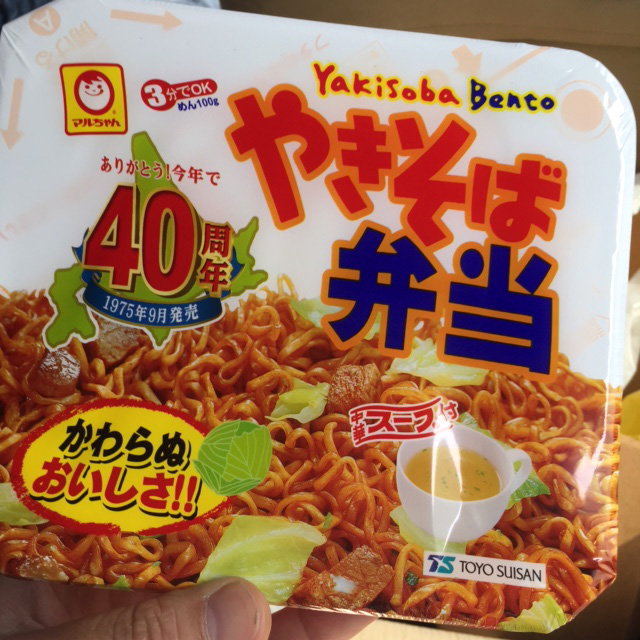 マルちゃん
3分でOK
めん100g
Yakisoba Bento
やきそば
弁当
ありがとう!今年で
40周年
1975年9月発売
かわらぬ
おいしさ!!
中華スープ付
TS TOYO SUISAN